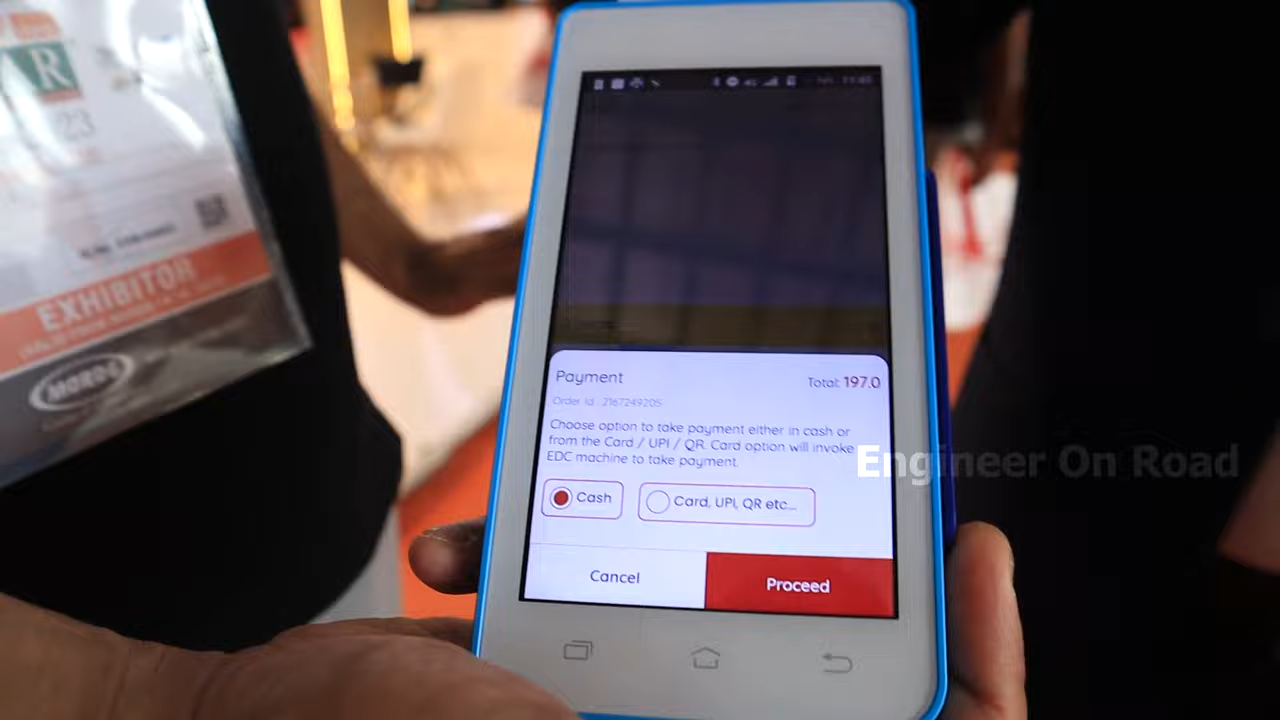 R
23
EXHIBITOR
Payment
Total: 197.0
Order Id : 2167249205
Choose option to take payment either in cash or
from the Card / UPI / QR. Card option will invoke
EDC machine to take payment.
Cash
Card, UPI, QR etc...
Cancel
Proceed
Engineer On Road